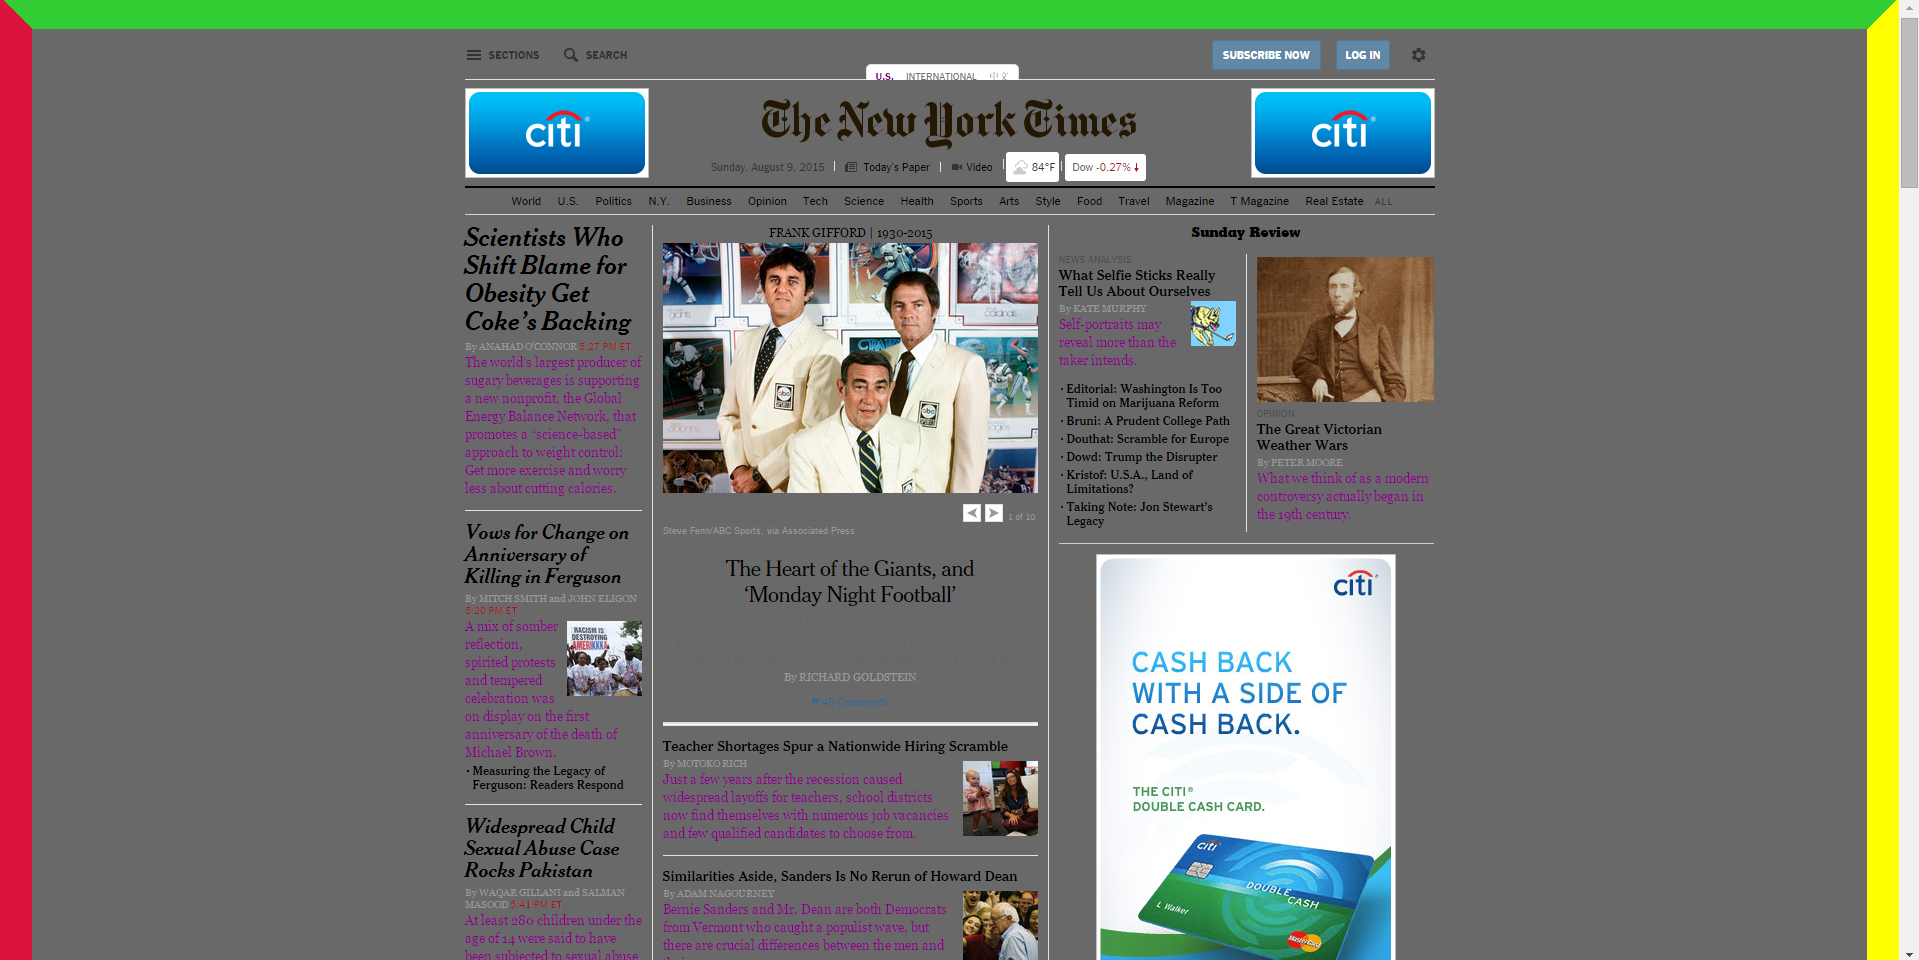 SECTIONS
SEARCH
SUBSCRIBE NOW
LOG IN
U.S.
INTERNATIONAL
citi
The New York Times
citi
Sunday, August 9, 2015
Today's Paper
Video
84°F
Dow -0.27%
World
U.S.
Politics
N.Y.
Business
Opinion
Tech
Science
Health
Sports
Arts
Style
Food
Travel
Magazine
T Magazine
Real Estate
ALL
Scientists Who
Shift Blame for
Obesity Get
Coke's Backing
By ANAHAD O'CONNOR 5:27 PM ET
The world's largest producer of
sugary beverages is supporting
a new nonprofit, the Global
Energy Balance Network, that
promotes a “science-based”
approach to weight control:
Get more exercise and worry
less about cutting calories.
Vows for Change on
Anniversary of
Killing in Ferguson
By MITCH SMITH and JOHN ELIGON
5:20 PM ET
A mix of somber
reflection,
spirited protests
and tempered
celebration was
on display on the first
anniversary of the death of
Michael Brown.
RACISM IS
DESTROYING
AMERIKKKA
· Measuring the Legacy of
Ferguson: Readers Respond
Widespread Child
Sexual Abuse Case
Rocks Pakistan
By WAQAR GILLANI and SALMAN
MASOOD 5:41 PM ET
At least 280 children under the
age of 14 were said to have
been subjected to sexual abuse
FRANK GIFFORD | 1930-2015
abc
SPORTS
abc
SPORTS
1 of 10
Steve Fenn/ABC Sports, via Associated Press
The Heart of the Giants, and
‘Monday Night Football’
By RICHARD GOLDSTEIN
45 Comments
Teacher Shortages Spur a Nationwide Hiring Scramble
By MOTOKO RICH
Just a few years after the recession caused
widespread layoffs for teachers, school districts
now find themselves with numerous job vacancies
and few qualified candidates to choose from.
Similarities Aside, Sanders Is No Rerun of Howard Dean
By ADAM NAGOURNEY
Bernie Sanders and Mr. Dean are both Democrats
from Vermont who caught a populist wave, but
there are crucial differences between the men and
Sunday Review
NEWS ANALYSIS
What Selfie Sticks Really
Tell Us About Ourselves
By KATE MURPHY
Self-portraits may
reveal more than the
taker intends.
· Editorial: Washington Is Too
Timid on Marijuana Reform
· Bruni: A Prudent College Path
· Douthat: Scramble for Europe
· Dowd: Trump the Disrupter
· Kristof: U.S.A., Land of
Limitations?
· Taking Note: Jon Stewart's
Legacy
OPINION
The Great Victorian
Weather Wars
By PETER MOORE
What we think of as a modern
controversy actually began in
the 19th century.
citi
CASH BACK
WITH A SIDE OF
CASH BACK.
THE CITI®
DOUBLE CASH CARD.
citi
DOUBLE
CASH
L Walker
MasterCard